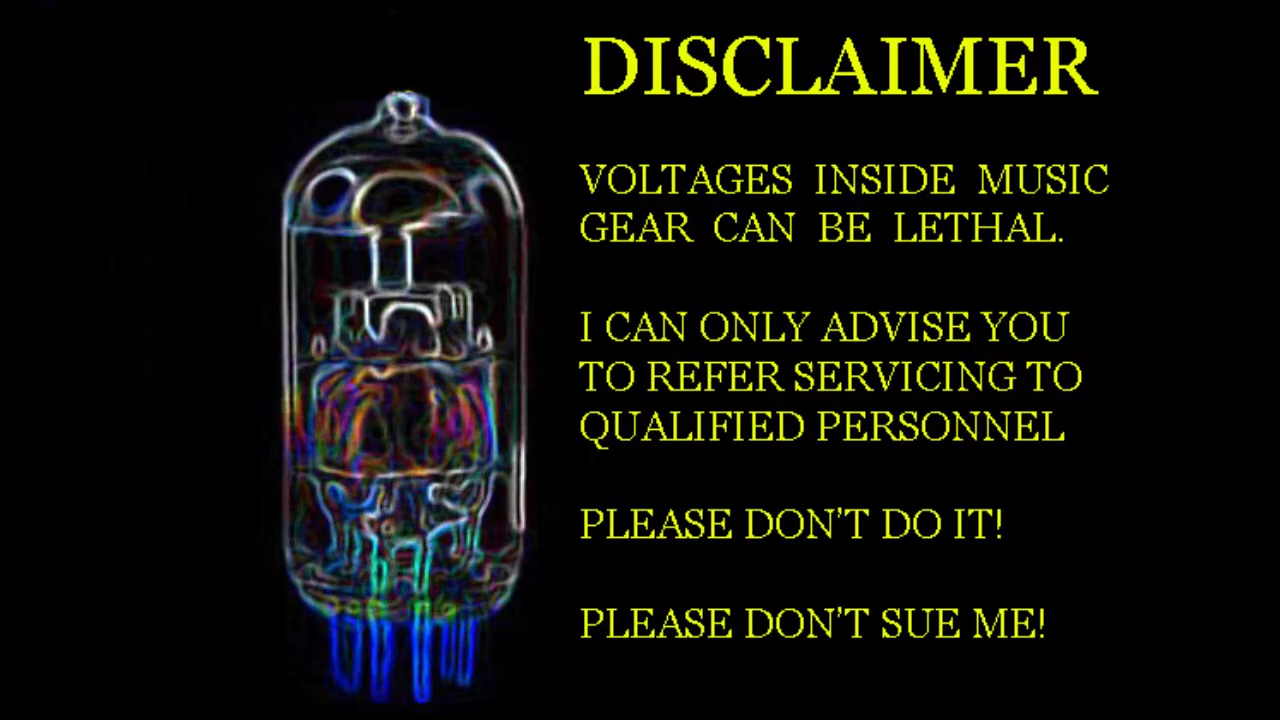 DISCLAIMER
VOLTAGES INSIDE MUSIC
GEAR CAN BE LETHAL.
I CAN ONLY ADVISE YOU
TO REFER SERVICING TO
QUALIFIED PERSONNEL
PLEASE DON'T DO IT!
PLEASE DON'T SUE ME!